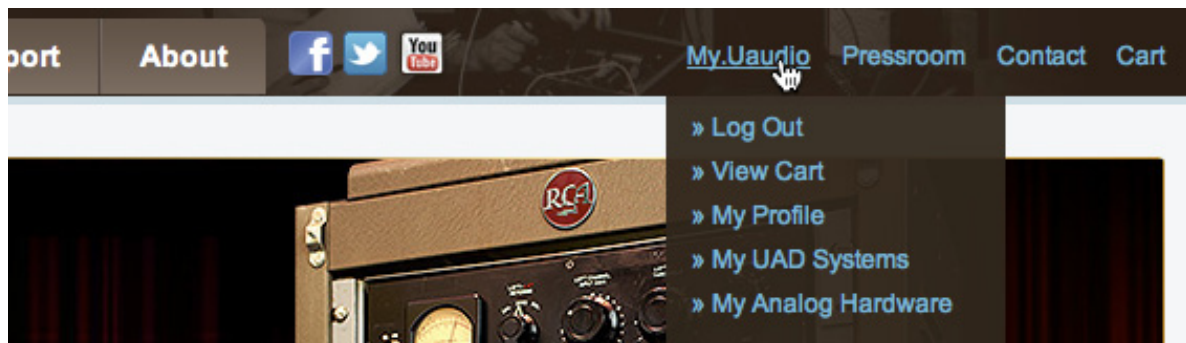 port About You Tube My.Uaudio Pressroom Contact Cart
» Log Out
» View Cart
» My Profile
» My UAD Systems
» My Analog Hardware
RCA